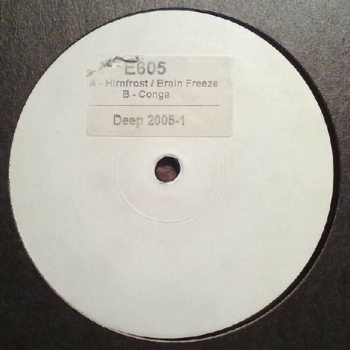 E605
A - Hirnfrost / Brain Freeze
B - Conga
Deep 2005-1